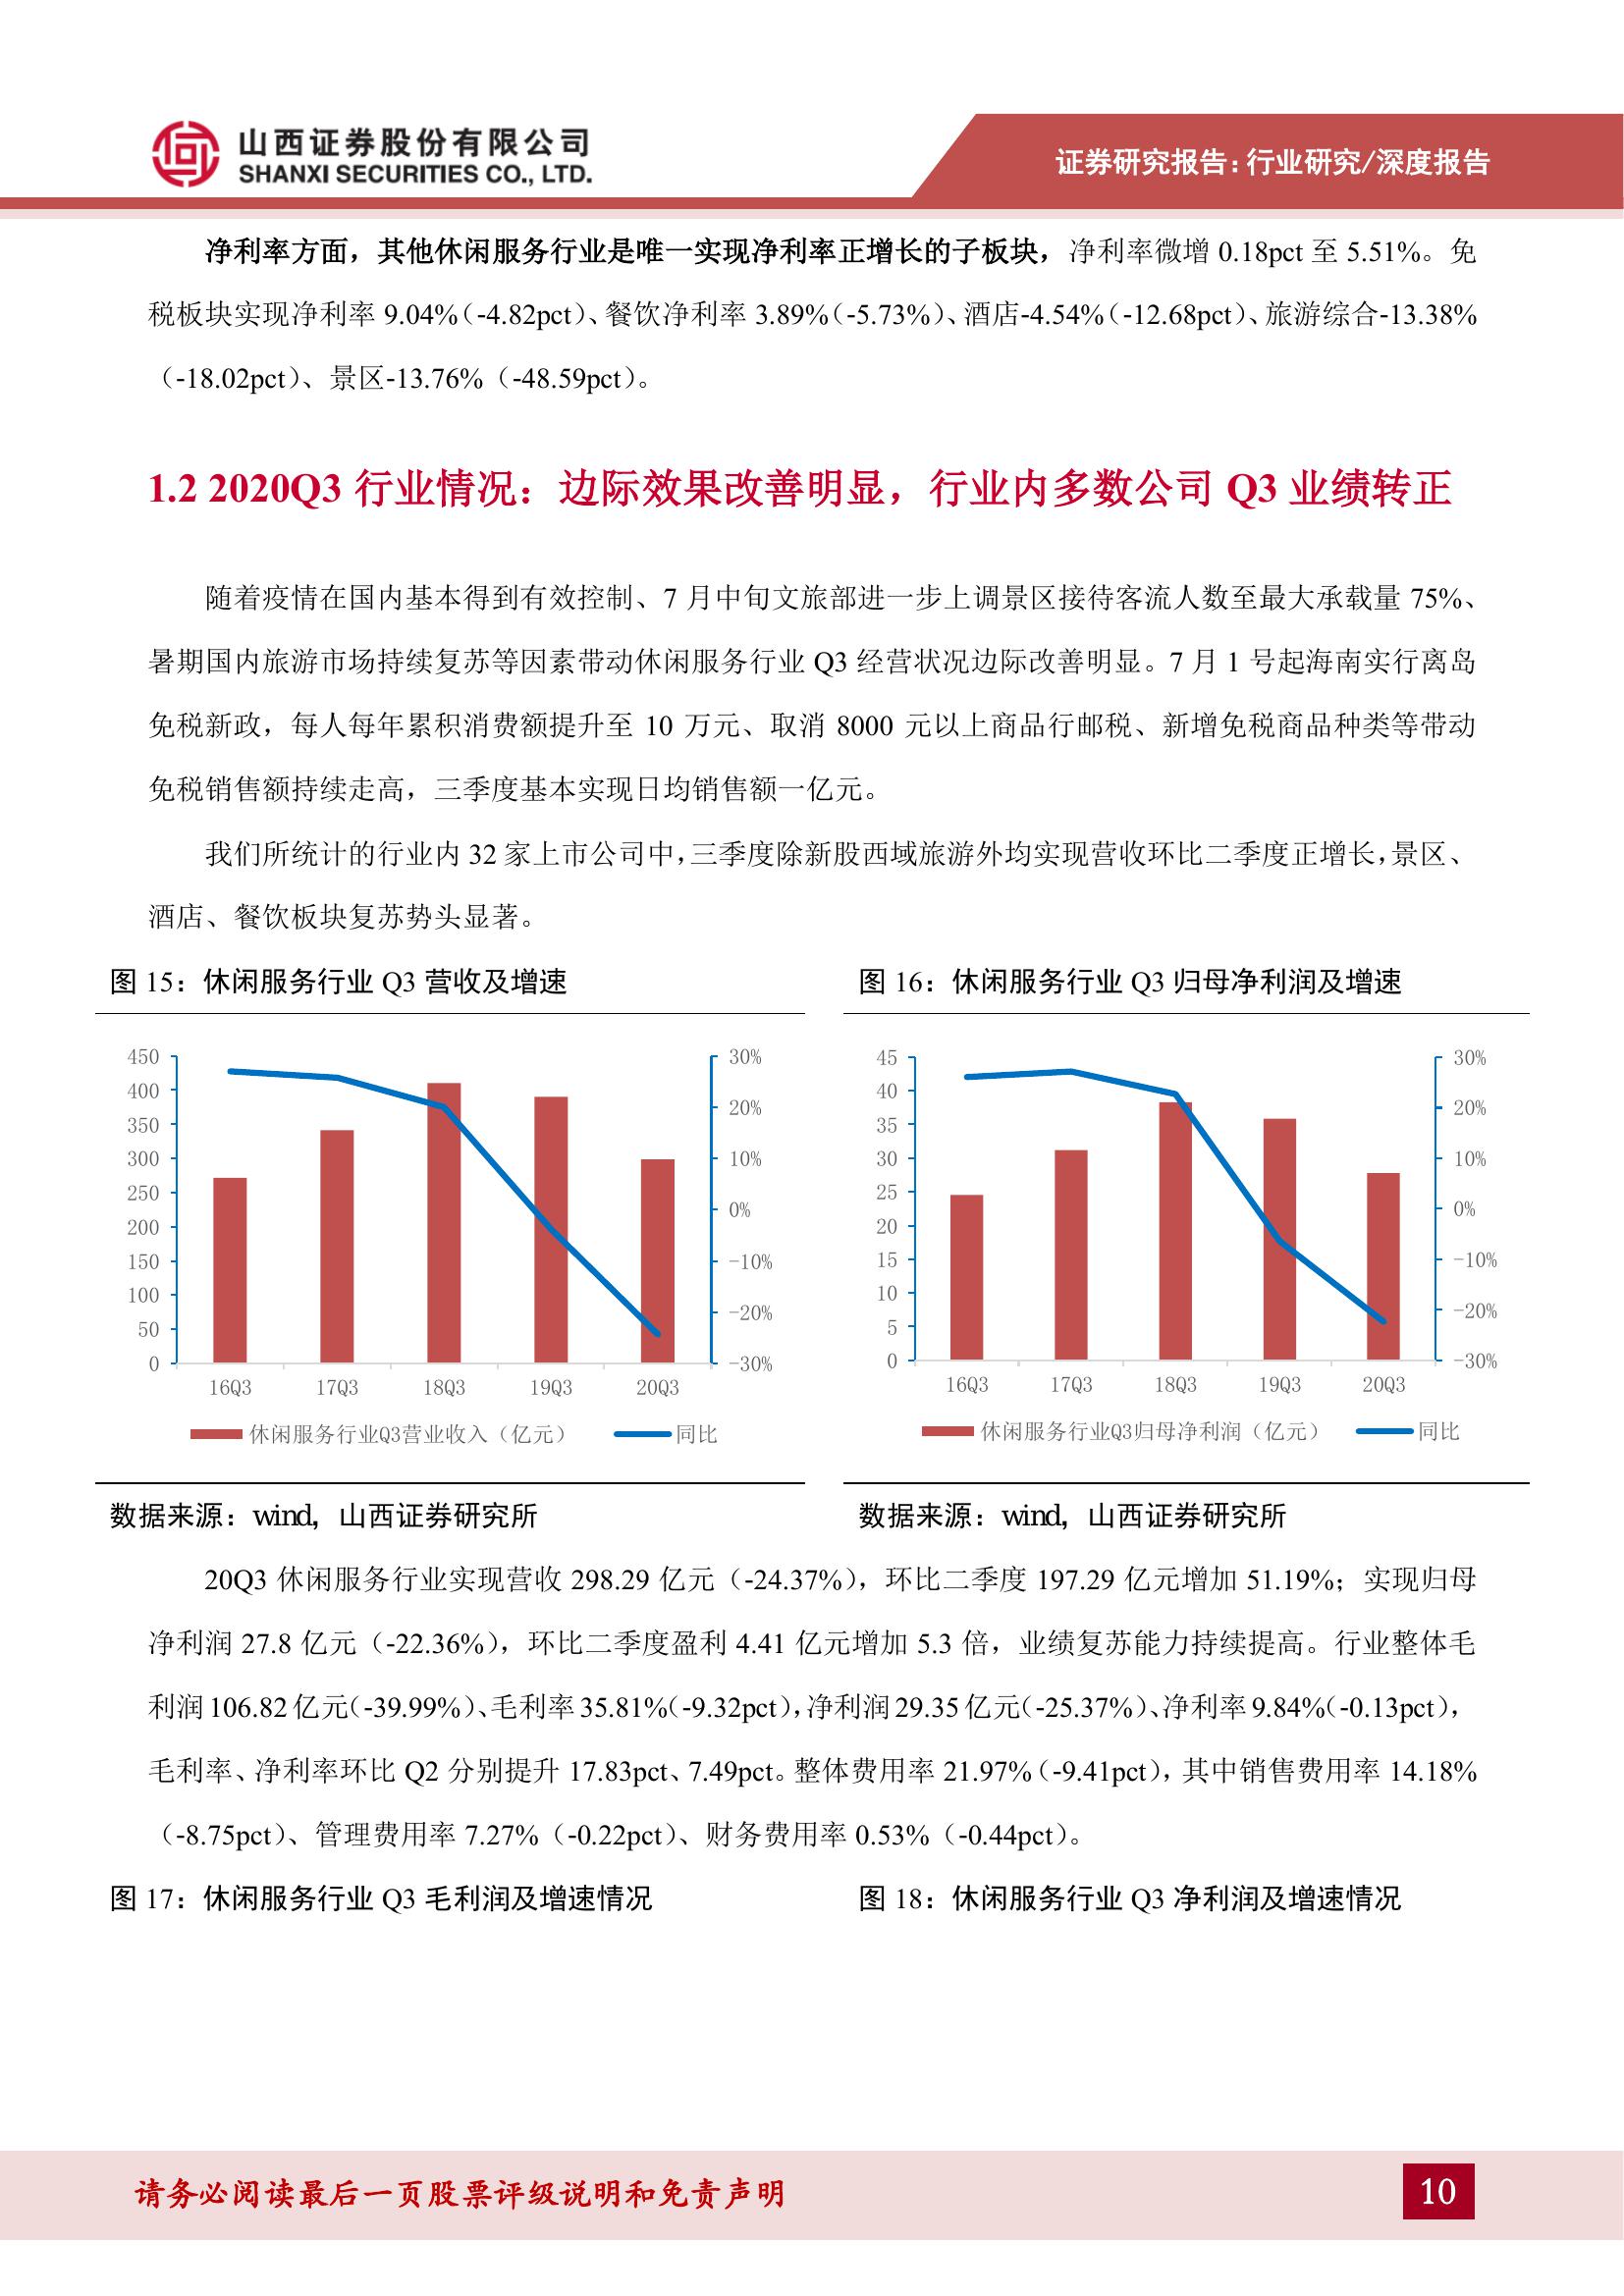 山西证券股份有限公司
SHANXI SECURITIES CO., LTD.
证券研究报告:行业研究/深度报告
净利率方面，其他休闲服务行业是唯一实现净利率正增长的子板块，净利率微增 0.18pct 至 5.51%。免
税板块实现净利率 9.04%（-4.82pct）、餐饮净利率 3.89%（-5.73%）、酒店-4.54%（-12.68pct）、旅游综合-13.38%
（-18.02pct）、景区-13.76%（-48.59pct）。
1.2 2020Q3 行业情况：边际效果改善明显，行业内多数公司 Q3 业绩转正
随着疫情在国内基本得到有效控制、7 月中旬文旅部进一步上调景区接待客流人数至最大承载量 75%、
暑期国内旅游市场持续复苏等因素带动休闲服务行业 Q3 经营状况边际改善明显。7 月 1 号起海南实行离岛
免税新政，每人每年累积消费额提升至 10 万元、取消 8000 元以上商品行邮税、新增免税商品种类等带动
免税销售额持续走高，三季度基本实现日均销售额一亿元。
我们所统计的行业内 32 家上市公司中，三季度除新股西域旅游外均实现营收环比二季度正增长，景区、
酒店、餐饮板块复苏势头显著。
图 15：休闲服务行业 Q3 营收及增速
450
400
350
300
250
200
150
100
50
0
30%
20%
10%
0%
-10%
-20%
-30%
16Q3 17Q3 18Q3 19Q3 20Q3
休闲服务行业Q3营业收入（亿元） 同比
数据来源：wind，山西证券研究所
图 16：休闲服务行业 Q3 归母净利润及增速
45
40
35
30
25
20
15
10
5
0
30%
20%
10%
0%
-10%
-20%
-30%
16Q3 17Q3 18Q3 19Q3 20Q3
休闲服务行业Q3归母净利润（亿元） 同比
数据来源：wind，山西证券研究所
20Q3 休闲服务行业实现营收 298.29 亿元（-24.37%），环比二季度 197.29 亿元增加 51.19%；实现归母
净利润 27.8 亿元（-22.36%），环比二季度盈利 4.41 亿元增加 5.3 倍，业绩复苏能力持续提高。行业整体毛
利润 106.82 亿元（-39.99%）、毛利率 35.81%（-9.32pct），净利润 29.35 亿元（-25.37%）、净利率 9.84%（-0.13pct），
毛利率、净利率环比 Q2 分别提升 17.83pct、7.49pct。整体费用率 21.97%（-9.41pct），其中销售费用率 14.18%
（-8.75pct）、管理费用率 7.27%（-0.22pct）、财务费用率 0.53%（-0.44pct）。
图 17：休闲服务行业 Q3 毛利润及增速情况
图 18：休闲服务行业 Q3 净利润及增速情况
请务必阅读最后一页股票评级说明和免责声明
10